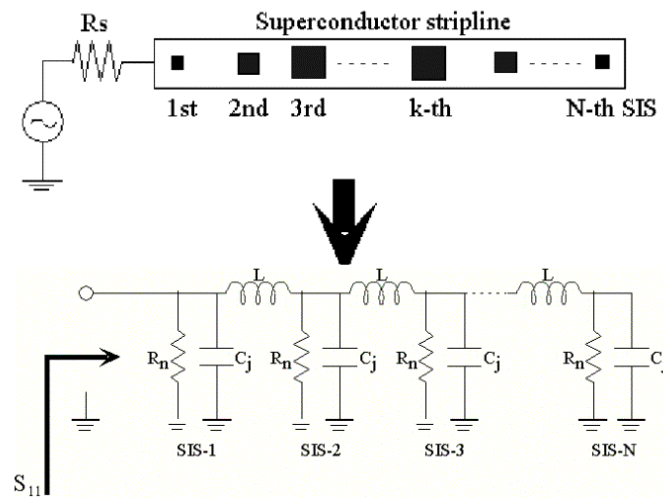 Superconductor stripline
Rs
1st 2nd 3rd k-th N-th SIS
L L L
Rn Cj Rn Cj Rn Cj Rn Cj
SIS-1 SIS-2 SIS-3 SIS-N
S11